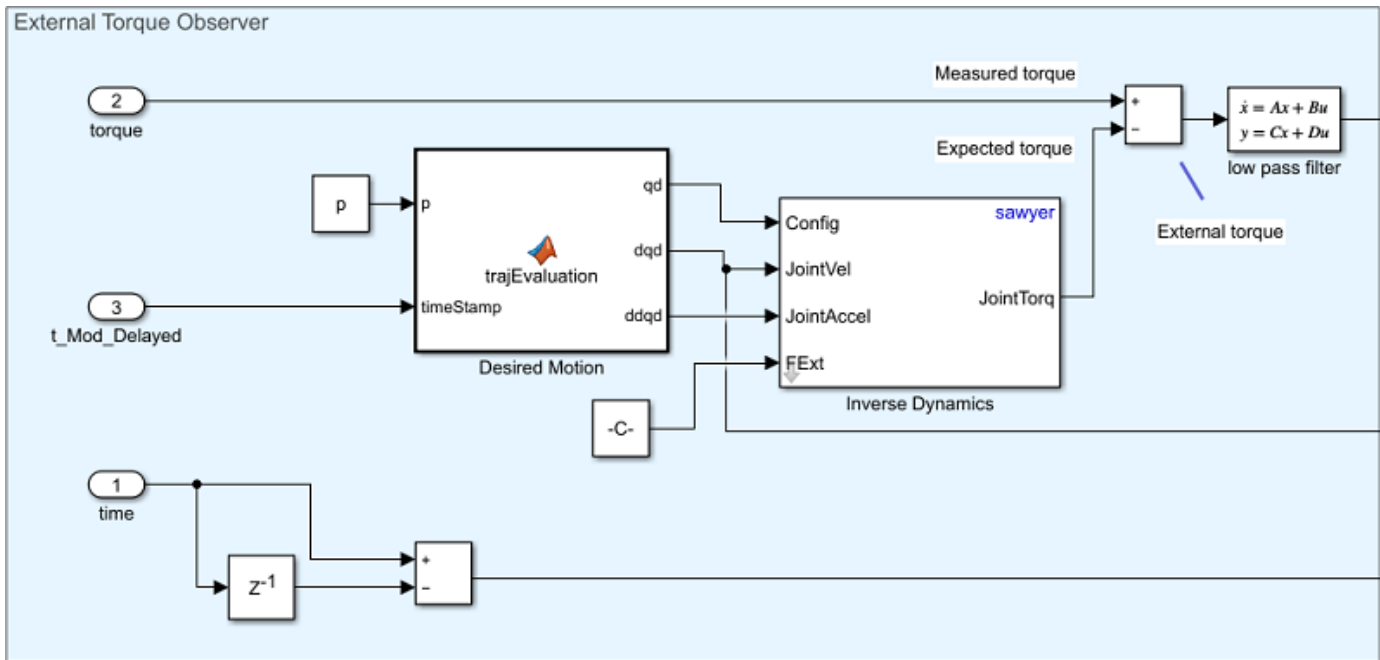 External Torque Observer
Measured torque
2
torque
+
−
ẋ = Ax + Bu
y = Cx + Du
low pass filter
Expected torque
External torque
p
p
qd
dqd
ddqd
trajEvaluation
timeStamp
Desired Motion
3
t_Mod_Delayed
sawyer
Config
JointVel
JointAccel
FExt
JointTorq
Inverse Dynamics
-C-
1
time
Z-1
+
−